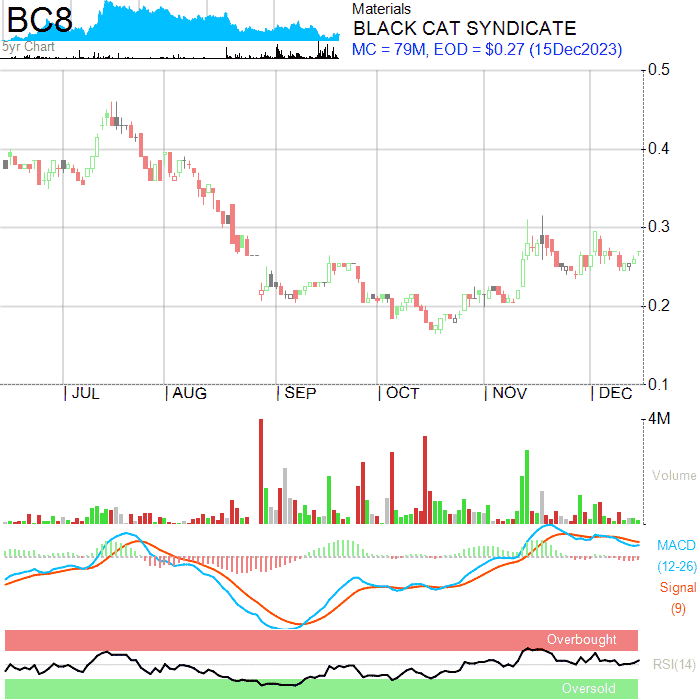 BC8
5yr Chart
Materials
BLACK CAT SYNDICATE
MC = 79M, EOD = $0.27 (15Dec2023)
0.5
0.4
0.3
0.2
0.1
JUL AUG SEP OCT NOV DEC
4M
Volume
MACD
(12-26)
Signal
(9)
Overbought
RSI(14)
Oversold